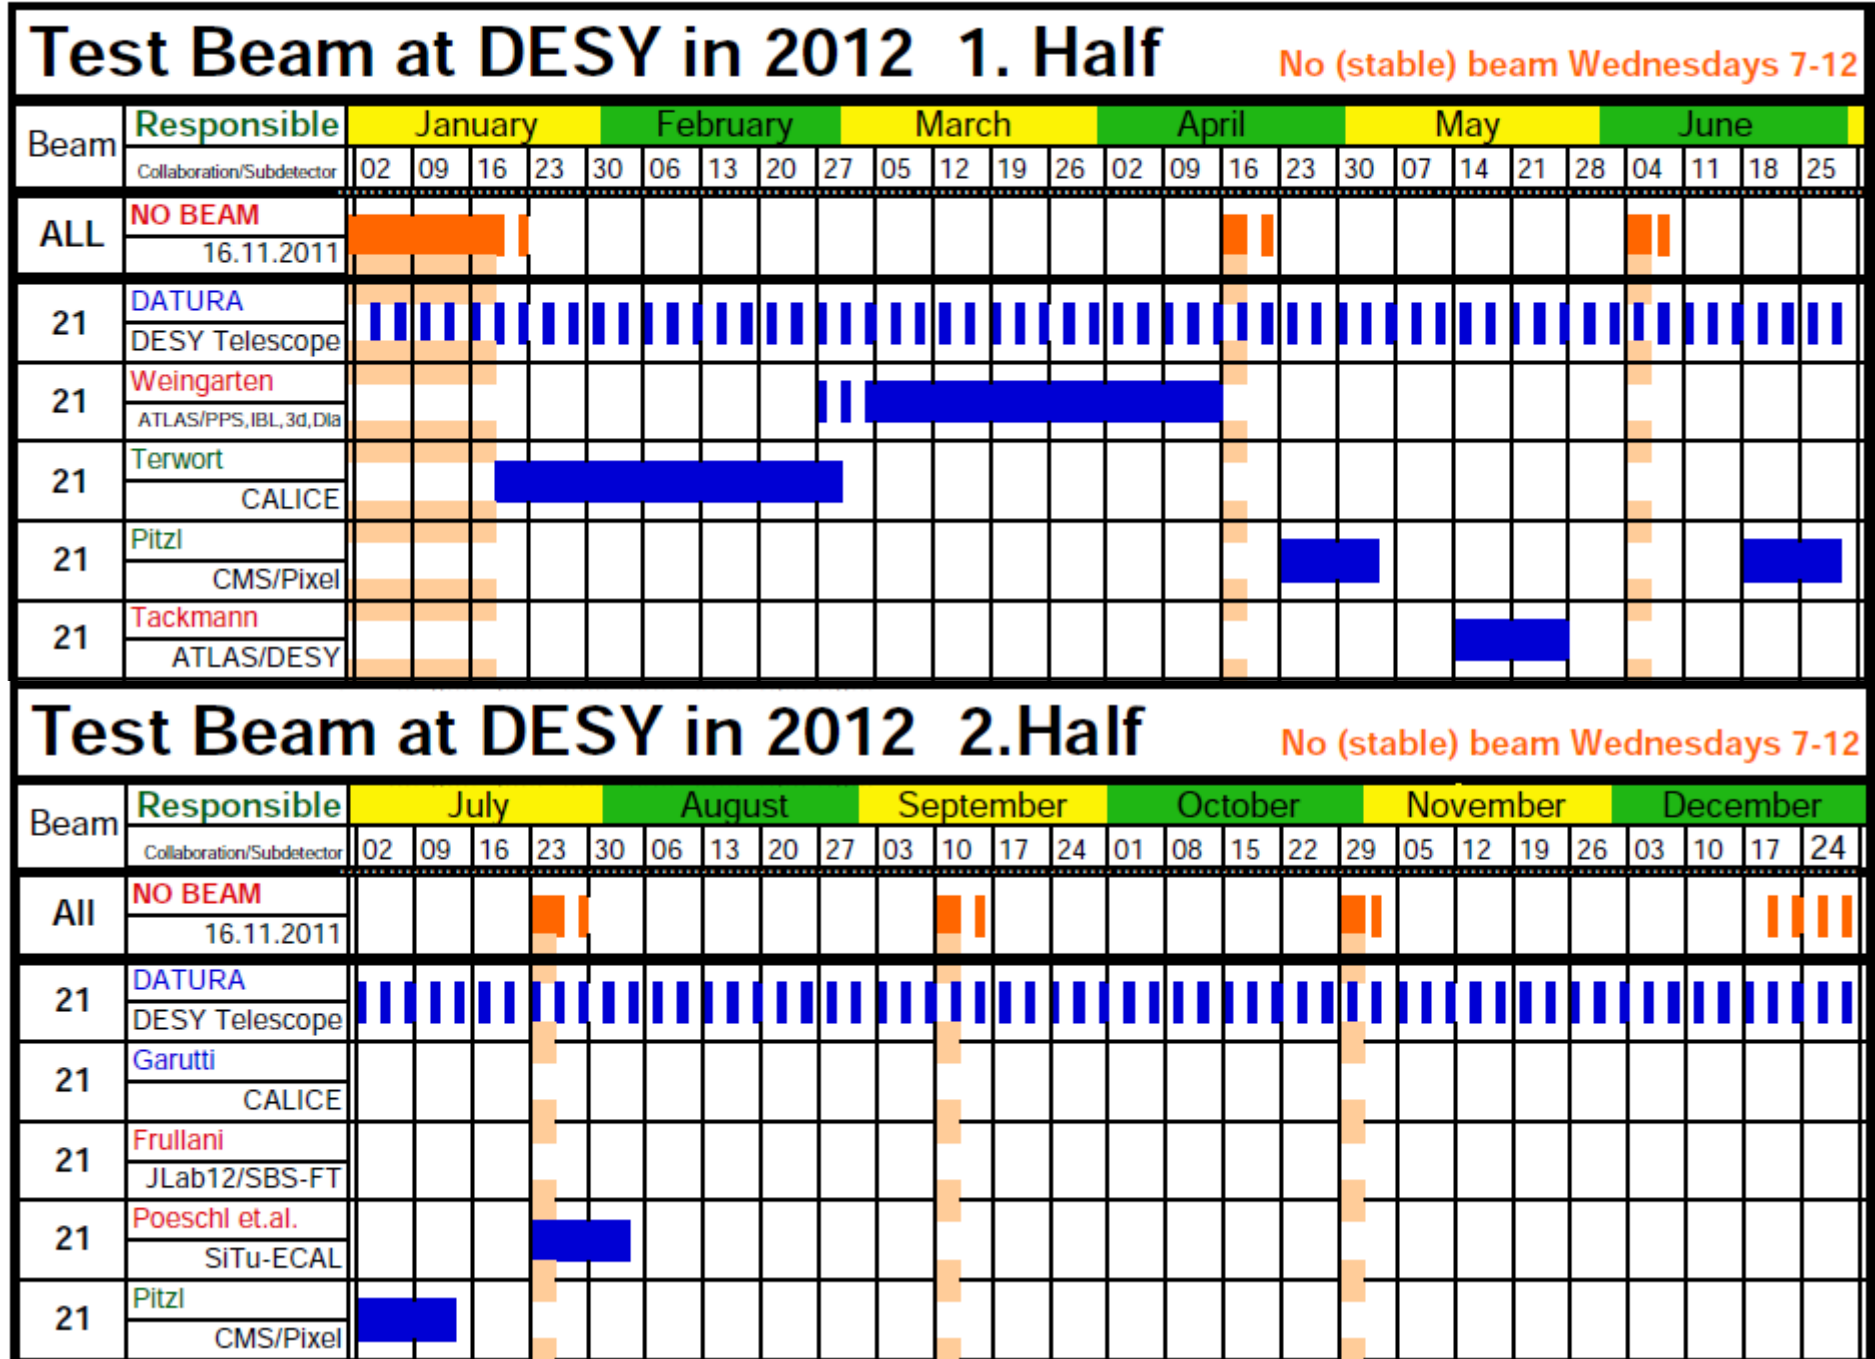 Test Beam at DESY in 2012 1. Half No (stable) beam Wednesdays 7-12
Beam Responsible January February March April May June
Collaboration/Subdetector 02 09 16 23 30 06 13 20 27 05 12 19 26 02 09 16 23 30 07 14 21 28 04 11 18 25
ALL NO BEAM
16.11.2011
21 DATURA
DESY Telescope
21 Weingarten
ATLAS/PPS,IBL,3d,Dia
21 Terwort
CALICE
21 Pitzl
CMS/Pixel
21 Tackmann
ATLAS/DESY
Test Beam at DESY in 2012 2.Half No (stable) beam Wednesdays 7-12
Beam Responsible July August September October November December
Collaboration/Subdetector 02 09 16 23 30 06 13 20 27 03 10 17 24 01 08 15 22 29 05 12 19 26 03 10 17 24
All NO BEAM
16.11.2011
21 DATURA
DESY Telescope
21 Garutti
CALICE
21 Frullani
JLab12/SBS-FT
21 Poeschl et.al.
SiTu-ECAL
21 Pitzl
CMS/Pixel